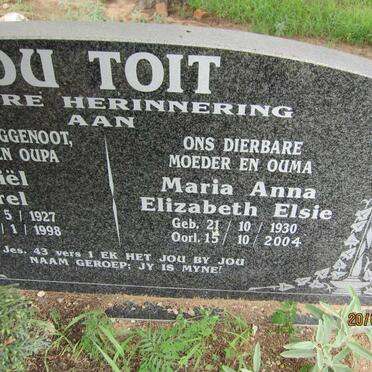 OU TOIT
RE HERINNERING
AAN
GGENOOT,
EN OUPA
iël
rel
5 / 1927
1 / 1998
ONS DIERBARE
MOEDER EN OUMA
Maria Anna
Elizabeth Elsie
Geb. 21 / 10 / 1930
Oorl. 15 / 10 / 2004
Jes. 43 vers 1 EK HET JOU BY JOU
NAAM GEROEP; JY IS MYNE!
20/